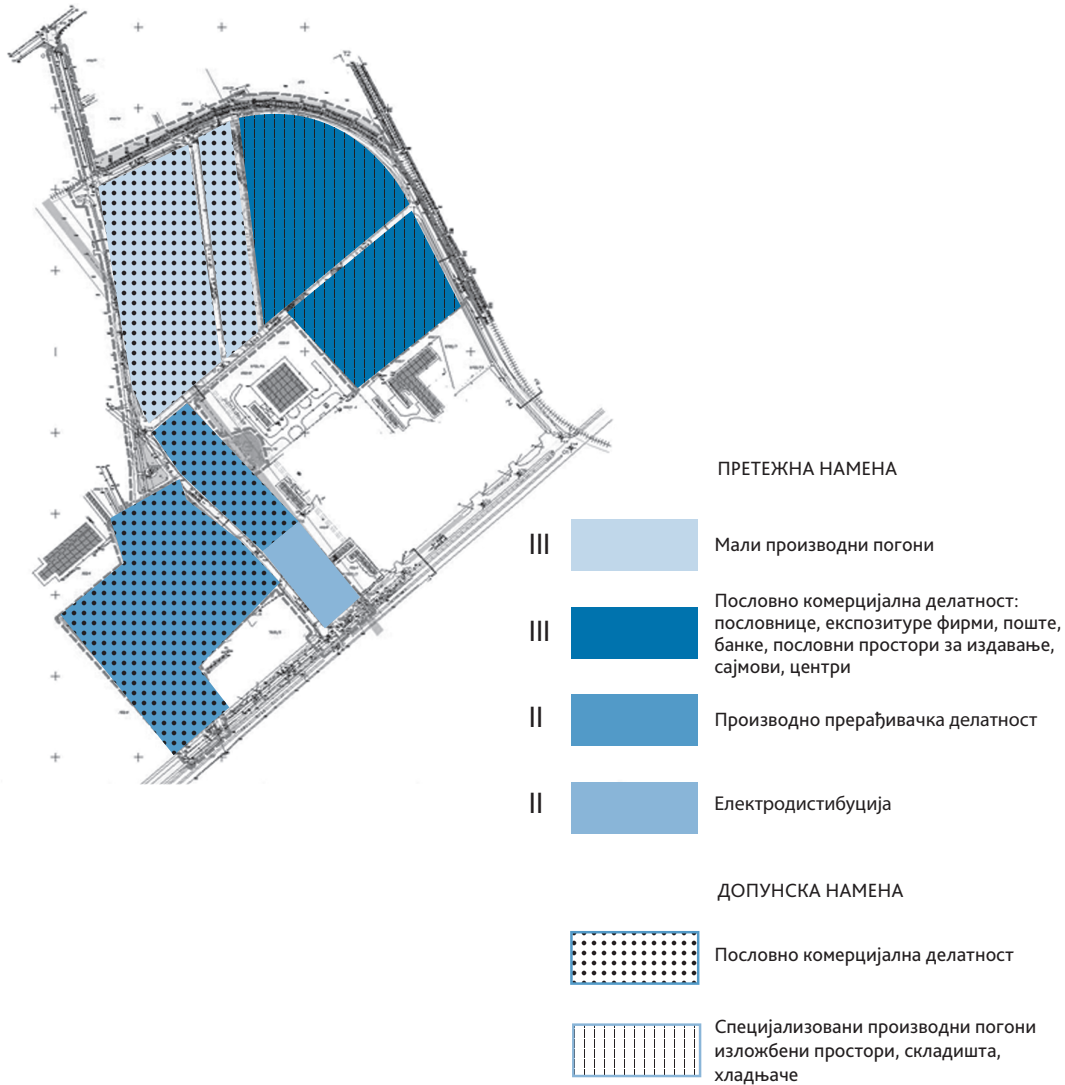 ПРЕТЕЖНА НАМЕНА
III Мали производни погони
III Пословно комерцијална делатност:
пословнице, експозитуре фирми, поште,
банке, пословни простори за издавање,
сајмови, центри
II Производно прерађивачка делатност
II Електродистибуција
ДОПУНСКА НАМЕНА
Пословно комерцијална делатност
Специјализовани производни погони
изложбени простори, складишта,
хладњаче